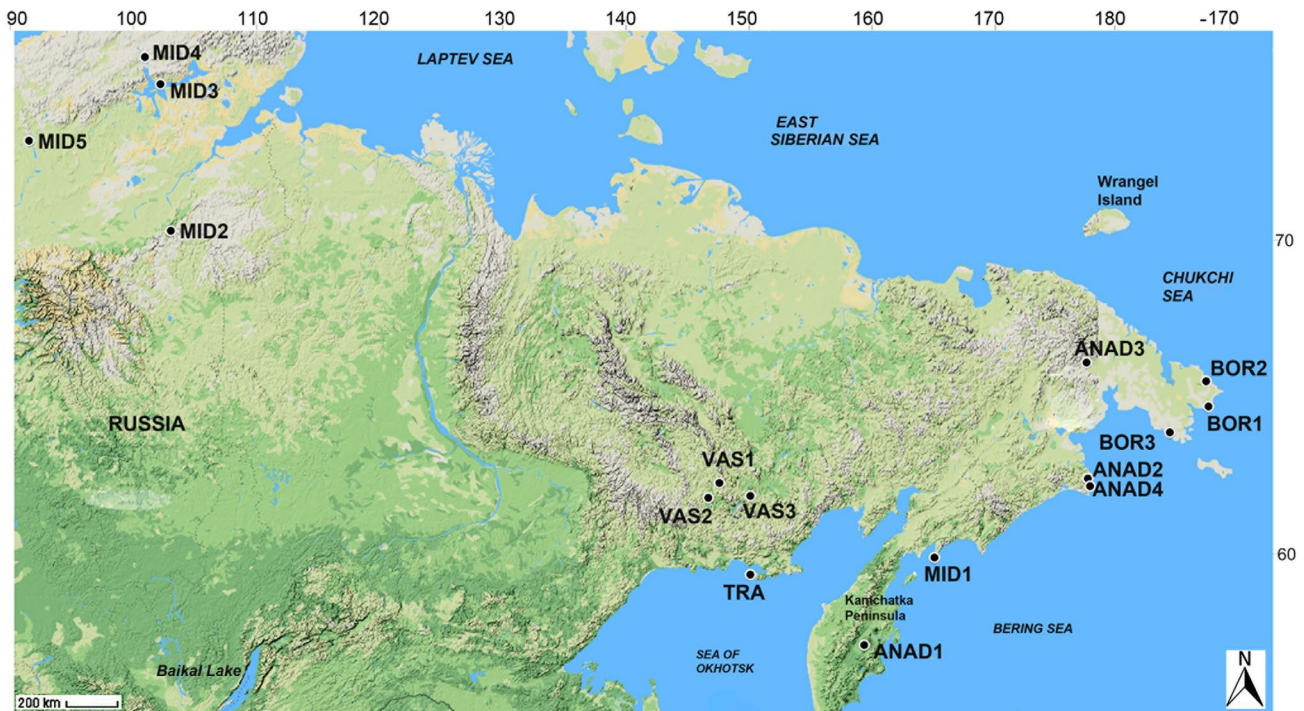 90 100 110 120 130 140 150 160 170 180 -170
MID4
LAPTEV SEA
MID3
EAST
SIBERIAN SEA
MID5
Wrangel
Island
MID2
70
CHUKCHI
SEA
ANAD3
BOR2
BOR1
RUSSIA
BOR3
VAS1
ANAD2
ANAD4
VAS2
VAS3
60
MID1
TRA
Kamchatka
Peninsula
BERING SEA
ANAD1
SEA OF
OKHOTSK
Baikal Lake
N
200 km